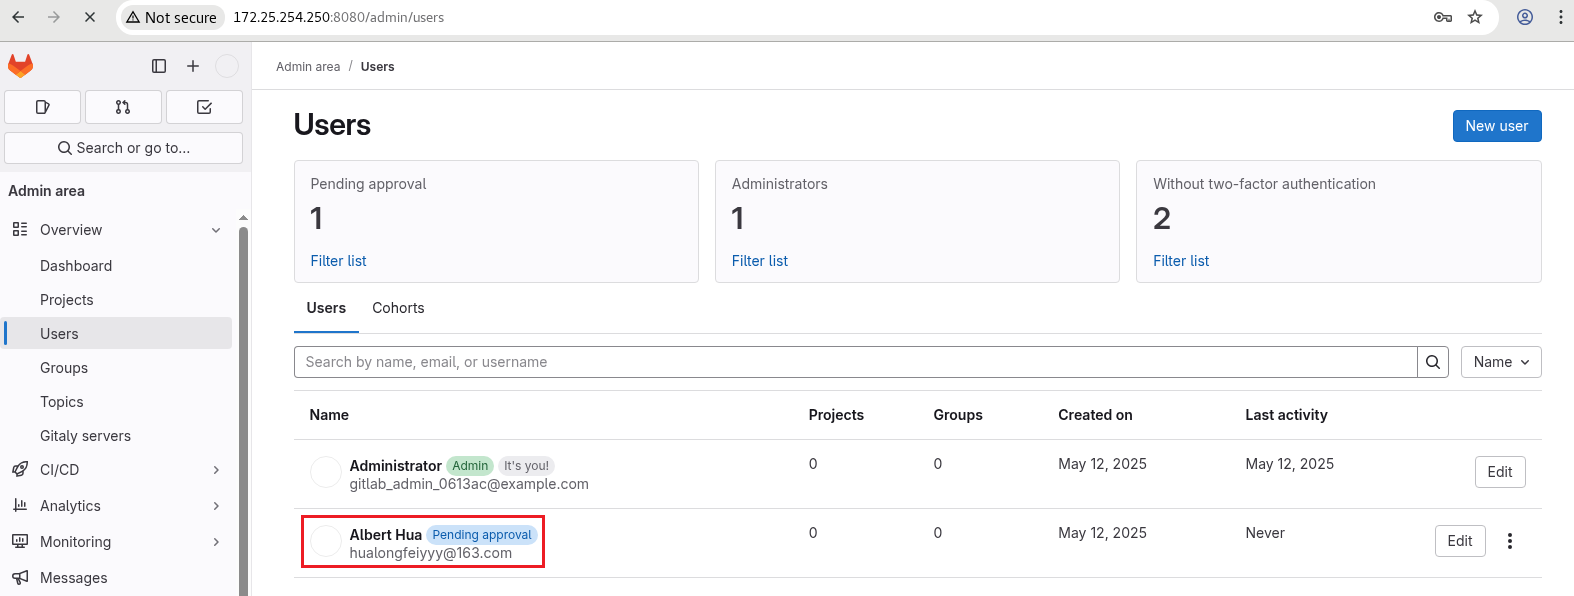 Not secure 172.25.254.250:8080/admin/users
Admin area / Users
Search or go to...
Admin area
Overview
Dashboard
Projects
Users
Groups
Topics
Gitaly servers
CI/CD
Analytics
Monitoring
Messages
Users
New user
Pending approval
1
Filter list
Administrators
1
Filter list
Without two-factor authentication
2
Filter list
Users Cohorts
Search by name, email, or username
Name
Name Projects Groups Created on Last activity
Administrator Admin It's you! 0 0 May 12, 2025 May 12, 2025 Edit
gitlab_admin_0613ac@example.com
Albert Hua Pending approval 0 0 May 12, 2025 Never Edit
hualongfeiyyy@163.com